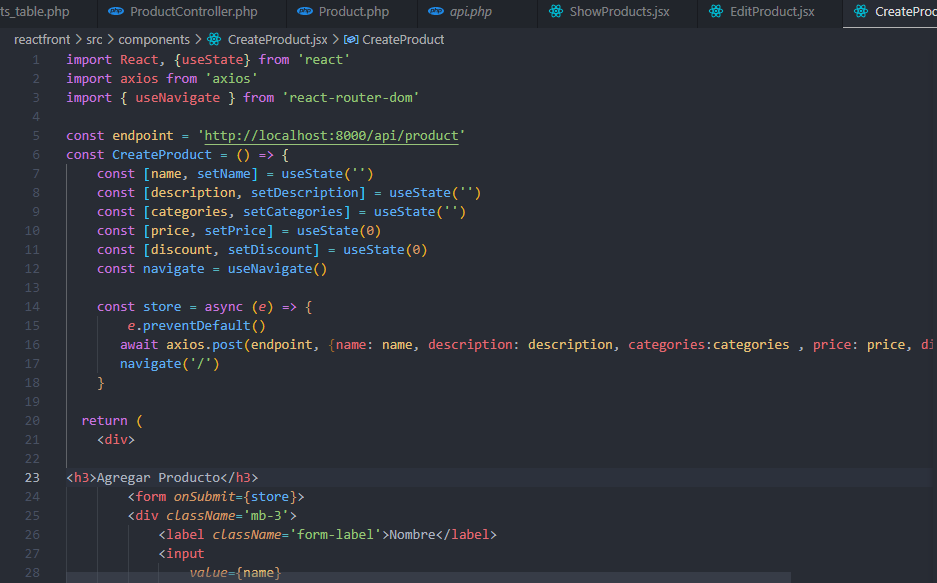 ts_table.php ProductController.php Product.php api.php ShowProducts.jsx EditProduct.jsx CreateProd
reactfront > src > components > CreateProduct.jsx > CreateProduct
1 import React, {useState} from 'react'
2 import axios from 'axios'
3 import { useNavigate } from 'react-router-dom'
4
5 const endpoint = 'http://localhost:8000/api/product'
6 const CreateProduct = () => {
7 const [name, setName] = useState('')
8 const [description, setDescription] = useState('')
9 const [categories, setCategories] = useState('')
10 const [price, setPrice] = useState(0)
11 const [discount, setDiscount] = useState(0)
12 const navigate = useNavigate()
13
14 const store = async (e) => {
15 e.preventDefault()
16 await axios.post(endpoint, {name: name, description: description, categories:categories , price: price, di
17 navigate('/')
18 }
19
20 return (
21 <div>
22
23 <h3>Agregar Producto</h3>
24 <form onSubmit={store}>
25 <div className='mb-3'>
26 <label className='form-label'>Nombre</label>
27 <input
28 value={name}